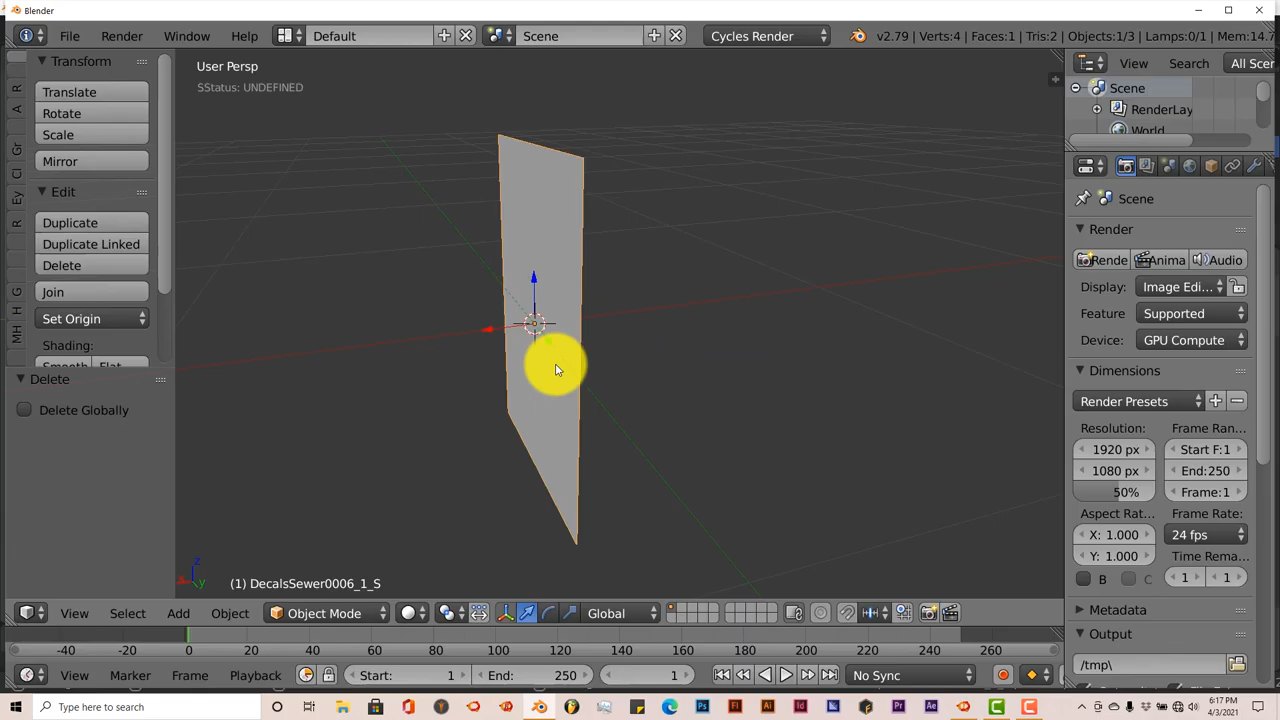 Blender
File Render Window Help Default Scene Cycles Render v2.79 | Verts:4 | Faces:1 | Tris:2 | Objects:1/3 | Lamps:0/1 | Mem:14.7
Transform
Translate
Rotate
Scale
Mirror
Edit
Duplicate
Duplicate Linked
Delete
Join
Set Origin
Shading:
Smooth Flat
R
A
Gr
Cl
Ey
R
G
H
MH
Delete
Delete Globally
User Persp
SStatus: UNDEFINED
z
x y
(1) DecalsSewer0006_1_S
View Search All Scen
Scene
RenderLay
World
Scene
Render
Rende Anima Audio
Display: Image Edi...
Feature Supported
Device: GPU Compute
Dimensions
Render Presets
Resolution: Frame Ran...
1920 px Start F:1
1080 px End:250
50% Frame:1
Aspect Rat... Frame Rate:
X: 1.000 24 fps
Y: 1.000 Time Rema...
B C 1 1
Metadata
Output
/tmp\
View Select Add Object Object Mode Global
-40 -20 0 20 40 60 80 100 120 140 160 180 200 220 240 260
View Marker Frame Playback Start: 1 End: 250 1 No Sync
Type here to search
6:17 PM
4/3/2021